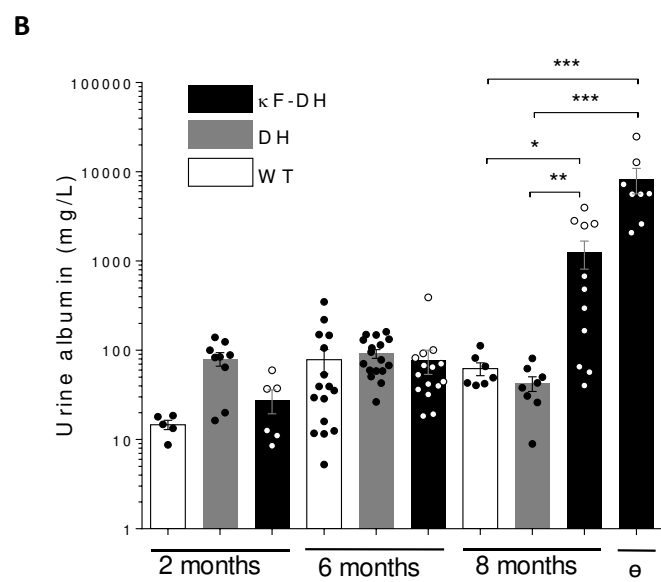 B
***
***
*
**
κF-DH
DH
WT
Urine albumin (mg/L)
100000
10000
1000
100
10
1
2 months
6 months
8 months
e